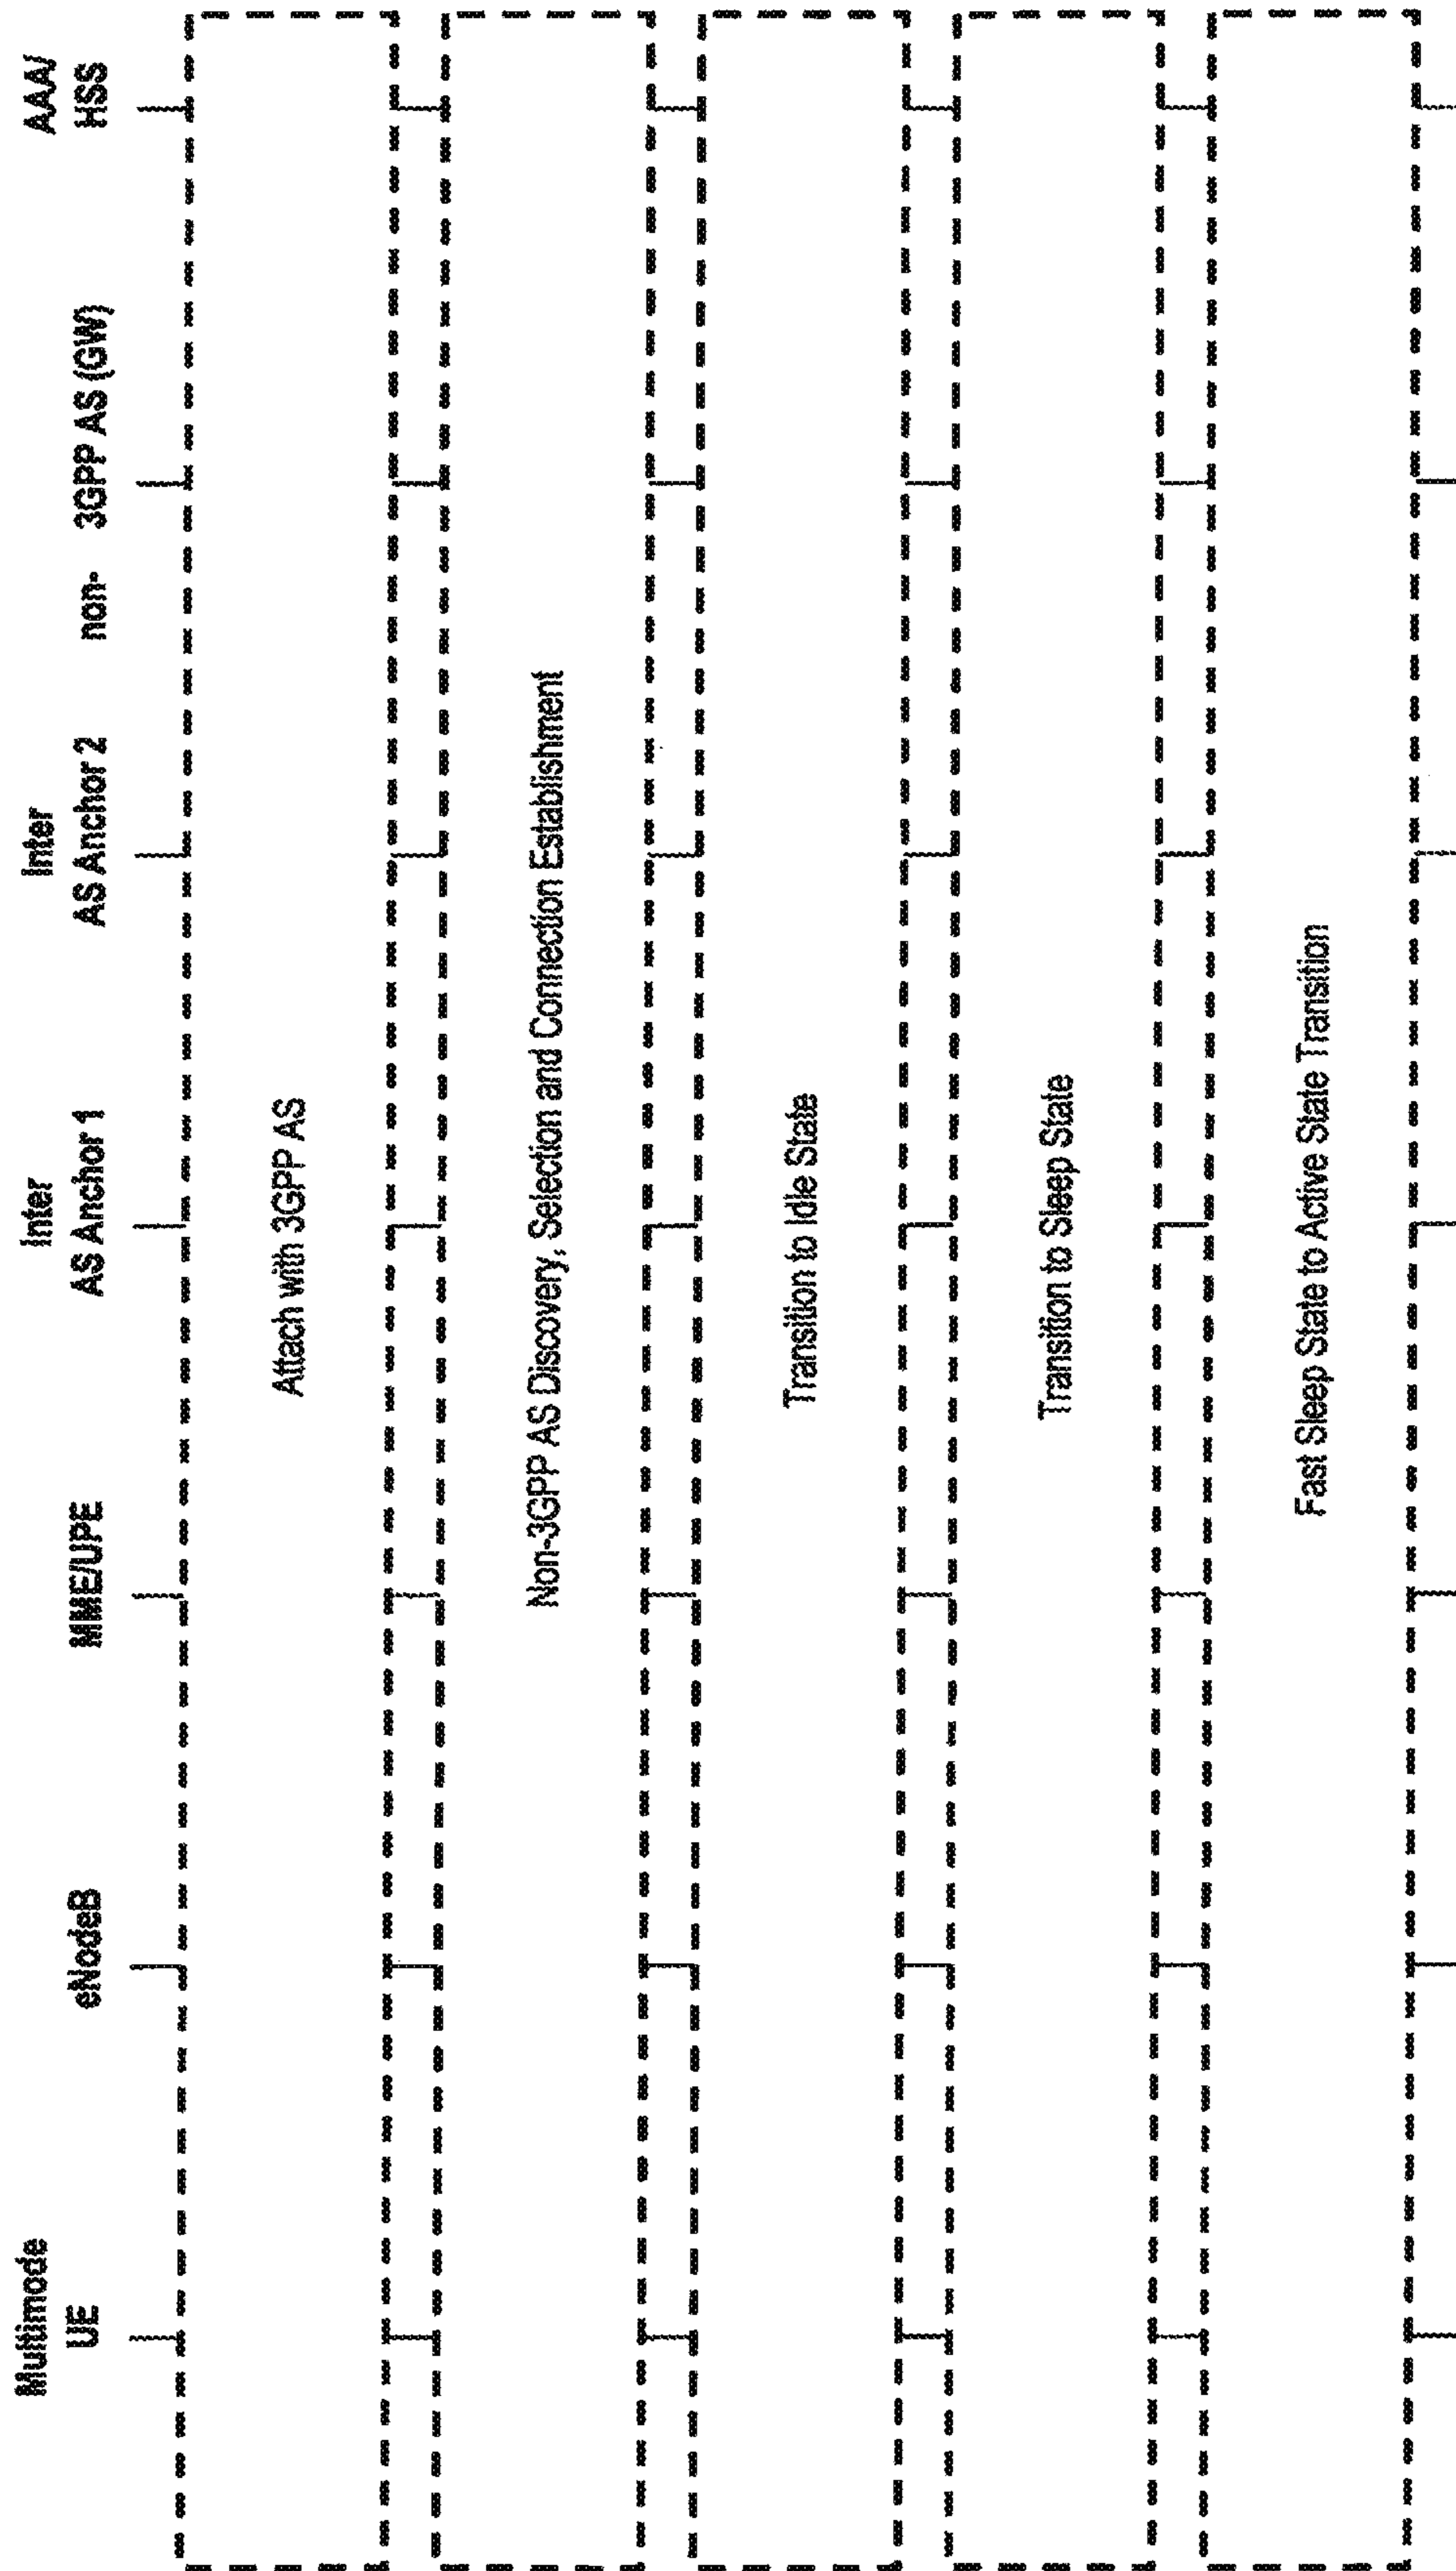 Multimode
UE
eNodeB
MME/UPE
Inter
AS Anchor 1
Inter
AS Anchor 2
non- 3GPP AS (GW)
AAA/
HSS
Attach with 3GPP AS
Non-3GPP AS Discovery, Selection and Connection Establishment
Transition to Idle State
Transition to Sleep State
Fast Sleep State to Active State Transition